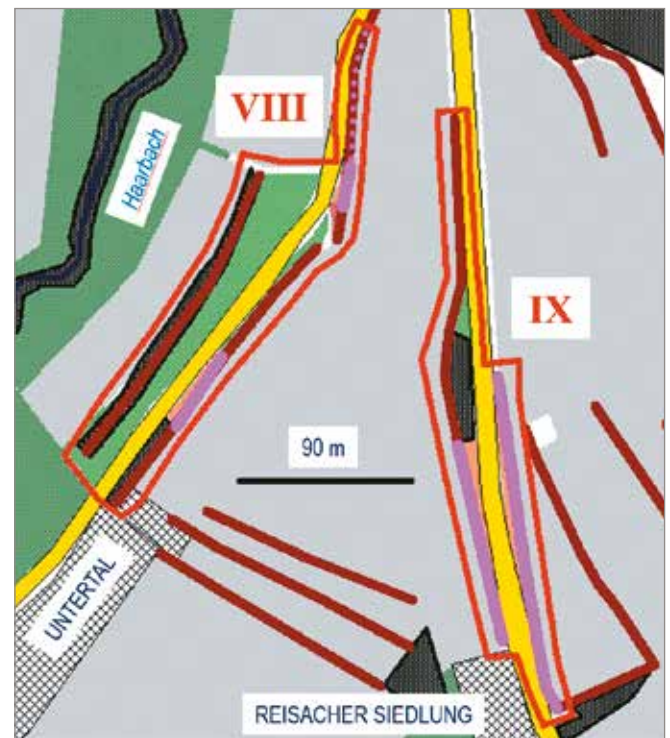 VIII
Haarbach
IX
90 m
UNTERTAL
REISACHER SIEDLUNG